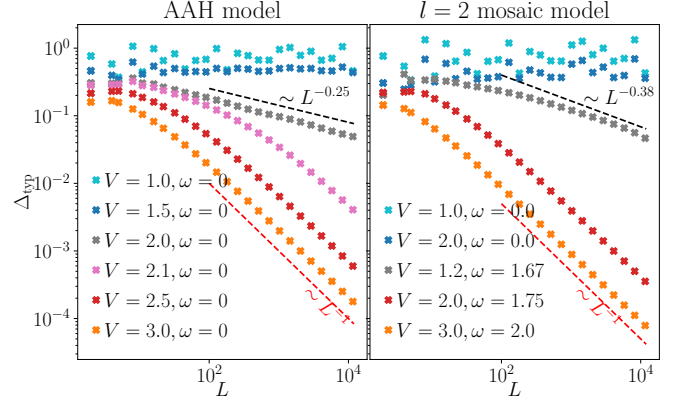 AAH model
l = 2 mosaic model
10^0
10^{-1}
10^{-2}
10^{-3}
10^{-4}
Δ_typ
∼ L^{-0.25}
V = 1.0, ω = 0
V = 1.5, ω = 0
V = 2.0, ω = 0
V = 2.1, ω = 0
V = 2.5, ω = 0
V = 3.0, ω = 0
∼ L^{-1}
10^2
10^4
L
∼ L^{-0.38}
V = 1.0, ω = 0.0
V = 2.0, ω = 0.0
V = 1.2, ω = 1.67
V = 2.0, ω = 1.75
V = 3.0, ω = 2.0
∼ L^{-1}
10^2
10^4
L